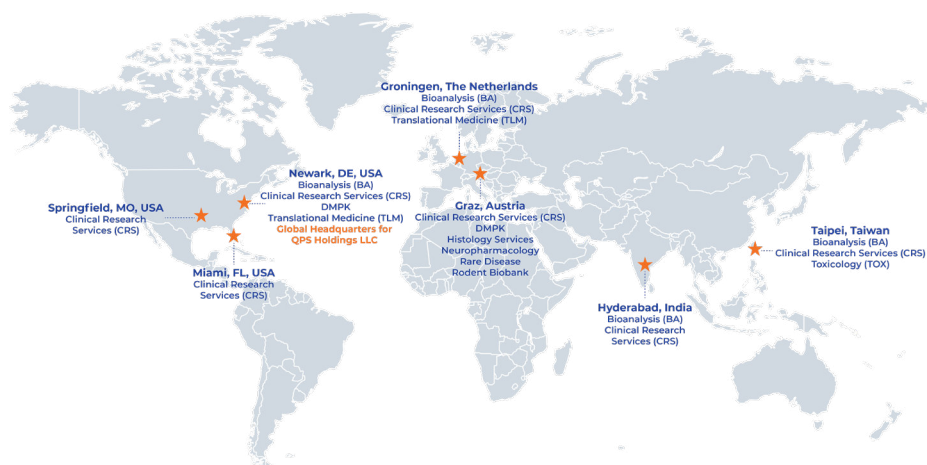 Groningen, The Netherlands
Bioanalysis (BA)
Clinical Research Services (CRS)
Translational Medicine (TLM)
Newark, DE, USA
Bioanalysis (BA)
Clinical Research Services (CRS)
DMPK
Translational Medicine (TLM)
Global Headquarters for
QPS Holdings LLC
Springfield, MO, USA
Clinical Research
Services (CRS)
Miami, FL, USA
Clinical Research
Services (CRS)
Graz, Austria
Clinical Research Services (CRS)
DMPK
Histology Services
Neuropharmacology
Rare Disease
Rodent Biobank
Taipei, Taiwan
Bioanalysis (BA)
Clinical Research Services (CRS)
Toxicology (TOX)
Hyderabad, India
Bioanalysis (BA)
Clinical Research
Services (CRS)